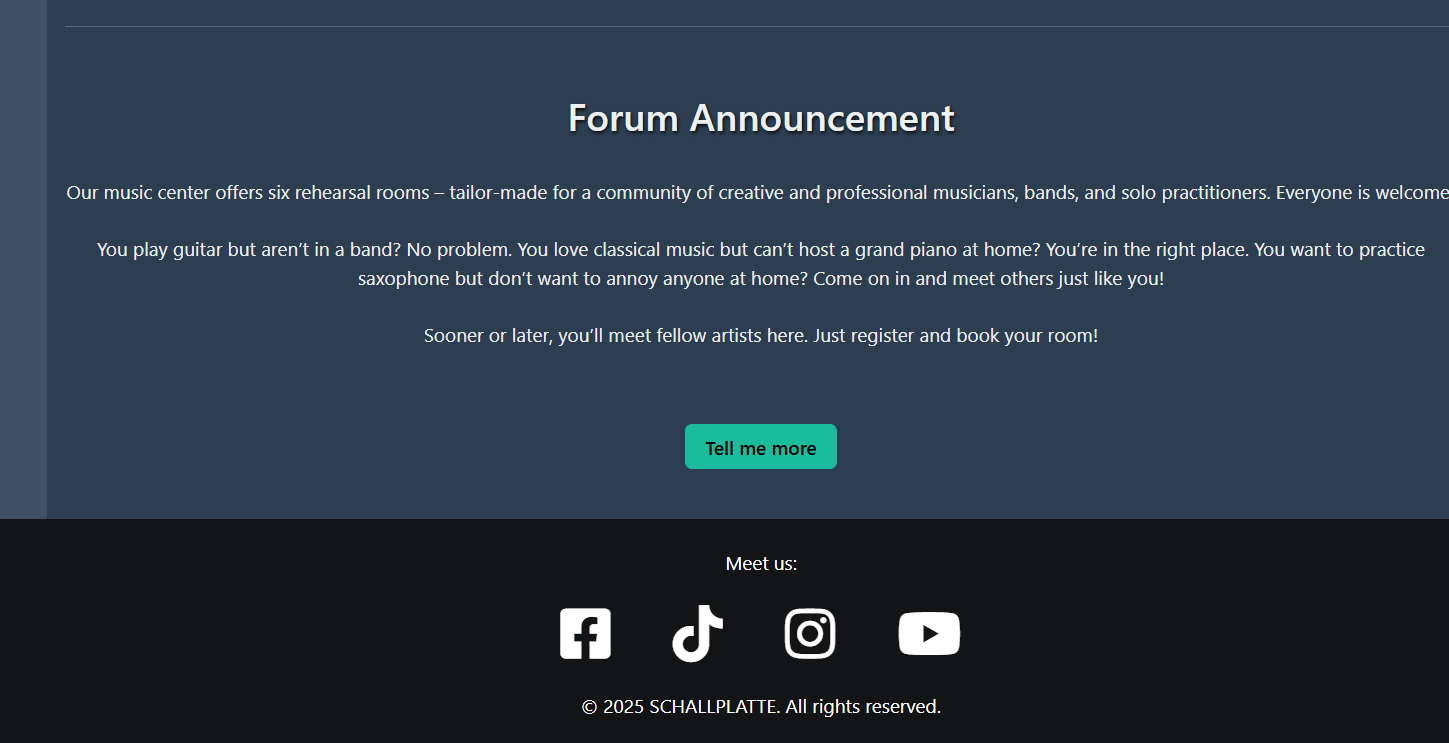 Forum Announcement
Our music center offers six rehearsal rooms – tailor-made for a community of creative and professional musicians, bands, and solo practitioners. Everyone is welcome
You play guitar but aren’t in a band? No problem. You love classical music but can’t host a grand piano at home? You’re in the right place. You want to practice
saxophone but don’t want to annoy anyone at home? Come on in and meet others just like you!
Sooner or later, you’ll meet fellow artists here. Just register and book your room!
Tell me more
Meet us:
© 2025 SCHALLPLATTE. All rights reserved.